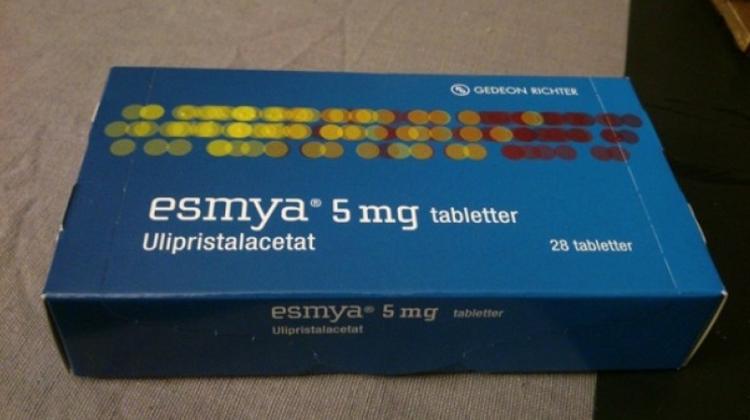 GEDEON RICHTER
esmya® 5 mg tabletter
Ulipristalacetat
28 tabletter
esmya® 5 mg tabletter
Ulipristalacetat